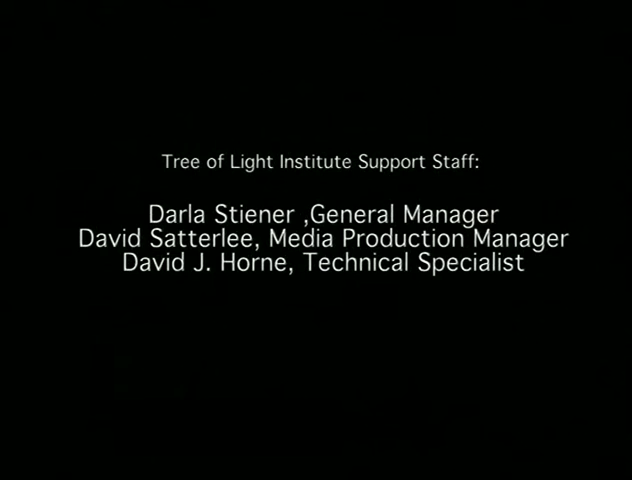 Tree of Light Institute Support Staff:
Darla Stiener ,General Manager
David Satterlee, Media Production Manager
David J. Horne, Technical Specialist